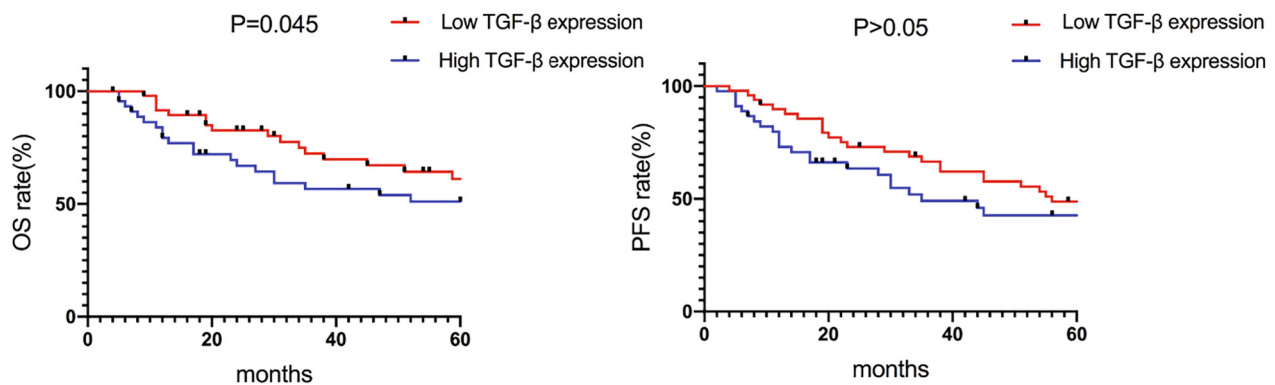 P=0.045
Low TGF-β expression
High TGF-β expression
OS rate(%)
100
50
0
0 20 40 60
months
P>0.05
Low TGF-β expression
High TGF-β expression
PFS rate(%)
100
50
0
0 20 40 60
months